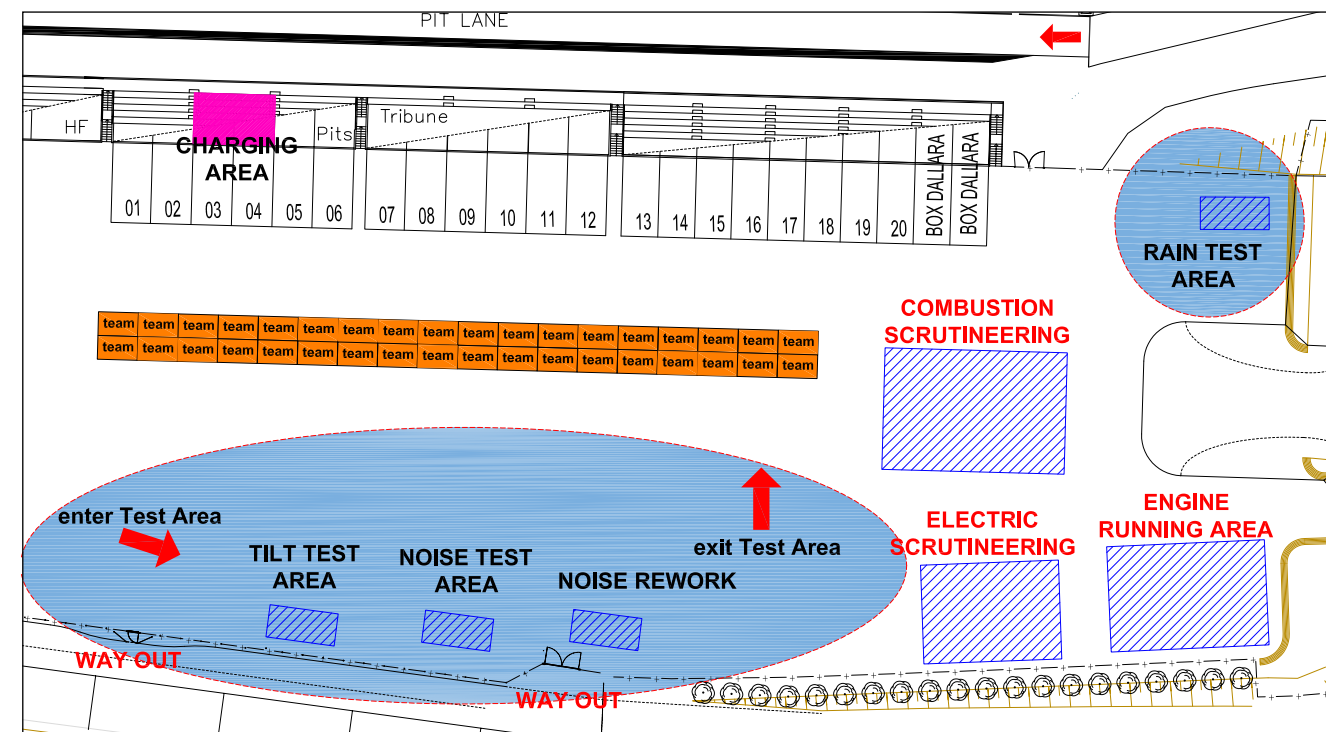 PIT LANE
HF
Pits
Tribune
CHARGING
AREA
01 02 03 04 05 06 07 08 09 10 11 12 13 14 15 16 17 18 19 20 BOX DALLARA BOX DALLARA
RAIN TEST
AREA
COMBUSTION
SCRUTINEERING
team team team team team team team team team team team team team team team team team team
team team team team team team team team team team team team team team team team team team
enter Test Area
exit Test Area
TILT TEST
AREA
NOISE TEST
AREA
NOISE REWORK
ELECTRIC
SCRUTINEERING
ENGINE
RUNNING AREA
WAY OUT
WAY OUT